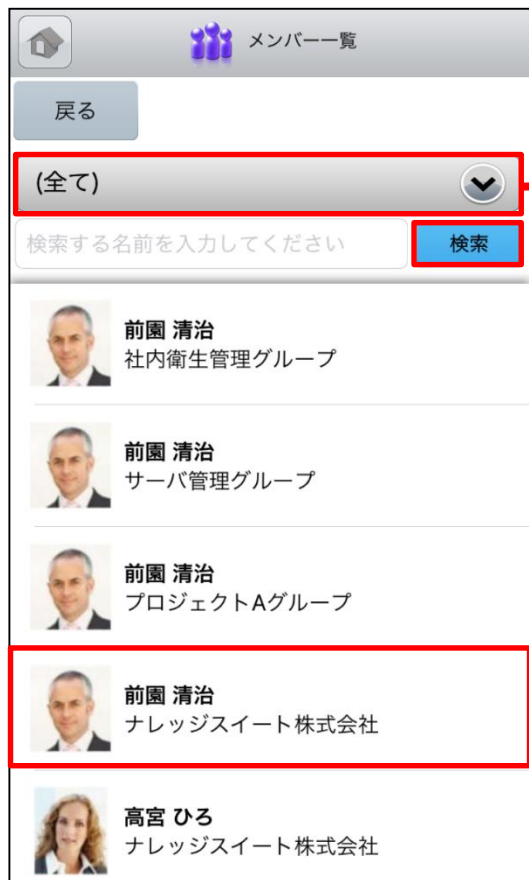 メンバー一覧
戻る
(全て)
検索する名前を入力してください
検索
前園 清治
社内衛生管理グループ
前園 清治
サーバ管理グループ
前園 清治
プロジェクトAグループ
前園 清治
ナレッジスイート株式会社
高宮 ひろ
ナレッジスイート株式会社